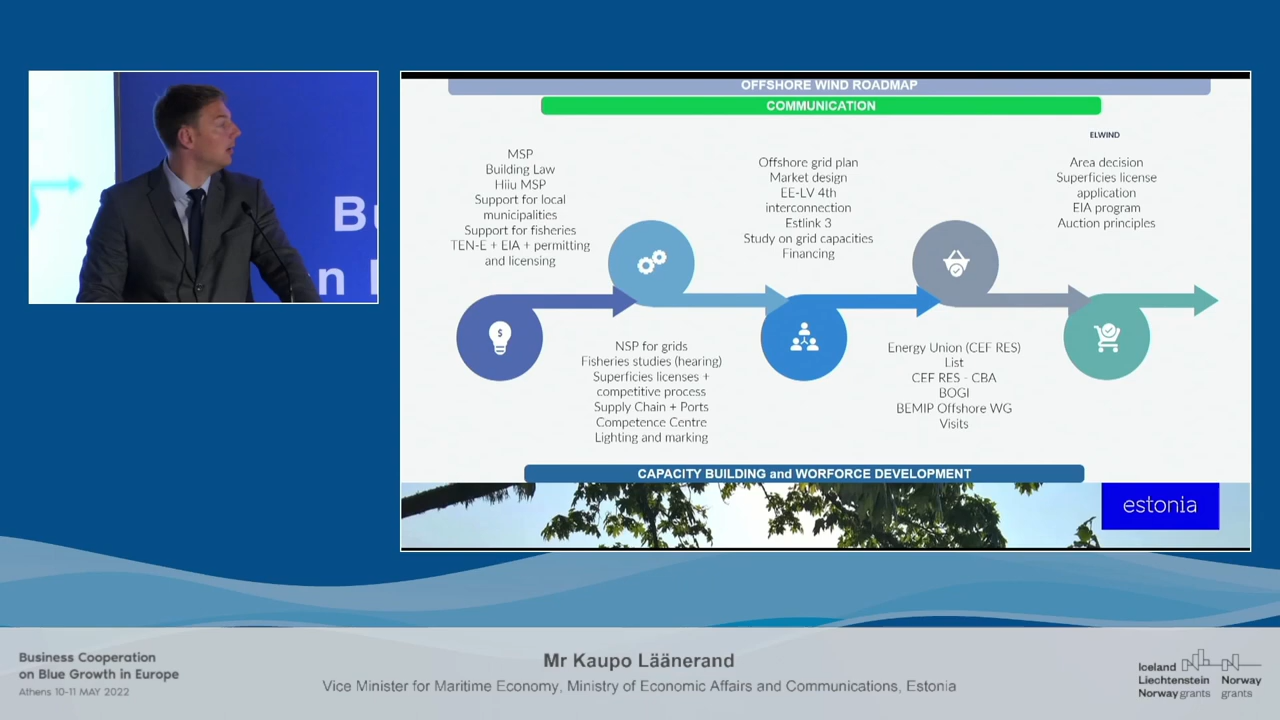 OFFSHORE WIND ROADMAP
COMMUNICATION
MSP
Building Law
Hiiu MSP
Support for local
municipalities
Support for fisheries
TEN-E + EIA + permitting
and licensing
Offshore grid plan
Market design
EE-LV 4th
interconnection
Estlink 3
Study on grid capacities
Financing
ELWIND
Area decision
Superficies license
application
EIA program
Auction principles
$
NSP for grids
Fisheries studies (hearing)
Superficies licenses +
competitive process
Supply Chain + Ports
Competence Centre
Lighting and marking
Energy Union (CEF RES)
List
CEF RES - CBA
BOGI
BEMIP Offshore WG
Visits
CAPACITY BUILDING and WORFORCE DEVELOPMENT
estonia
Business Cooperation
on Blue Growth in Europe
Athens 10-11 MAY 2022
Mr Kaupo Läänerand
Vice Minister for Maritime Economy, Ministry of Economic Affairs and Communications, Estonia
Iceland
Liechtenstein
Norway grants
Norway
grants